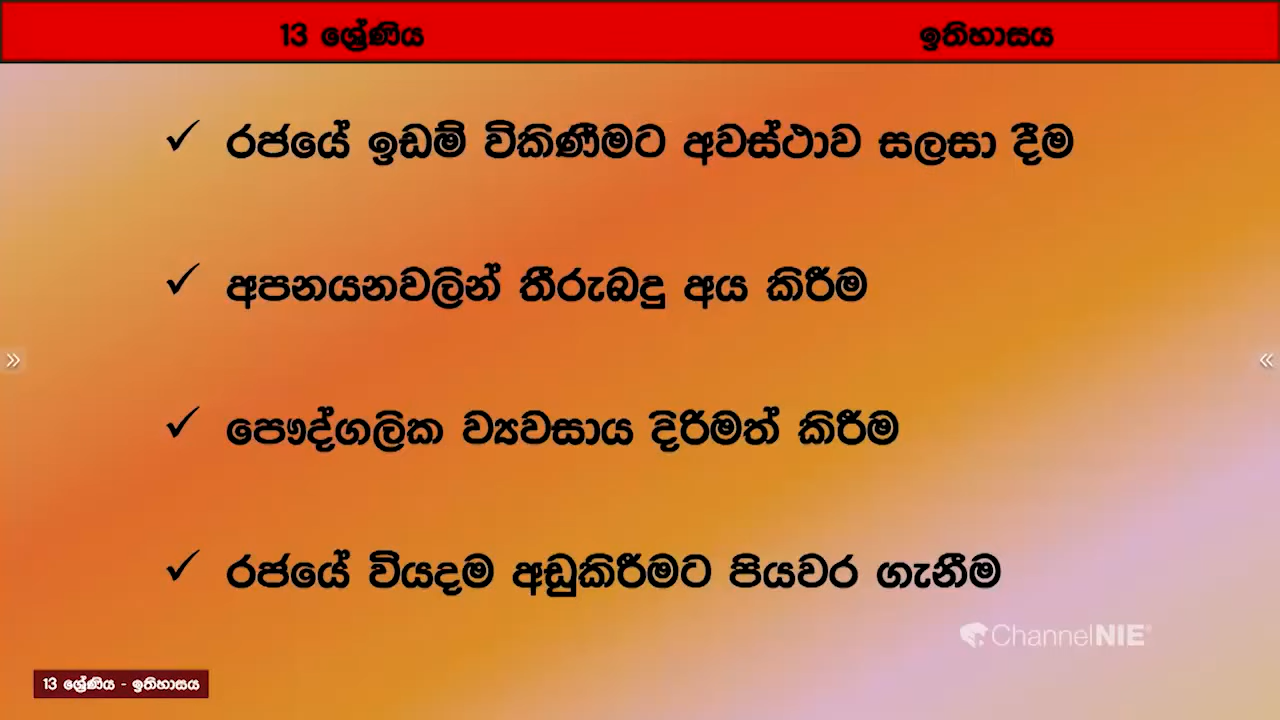 13 ශ්‍රේණිය ඉතිහාසය
✓ රජයේ ඉඩම් විකිණීමට අවස්ථාව සලසා දීම
✓ අපනයනවලින් තීරුබදු අය කිරීම
✓ පෞද්ගලික ව්‍යවසාය දිරිමත් කිරීම
✓ රජයේ වියදම අඩුකිරීමට පියවර ගැනීම
ChannelNIE
13 ශ්‍රේණිය - ඉතිහාසය